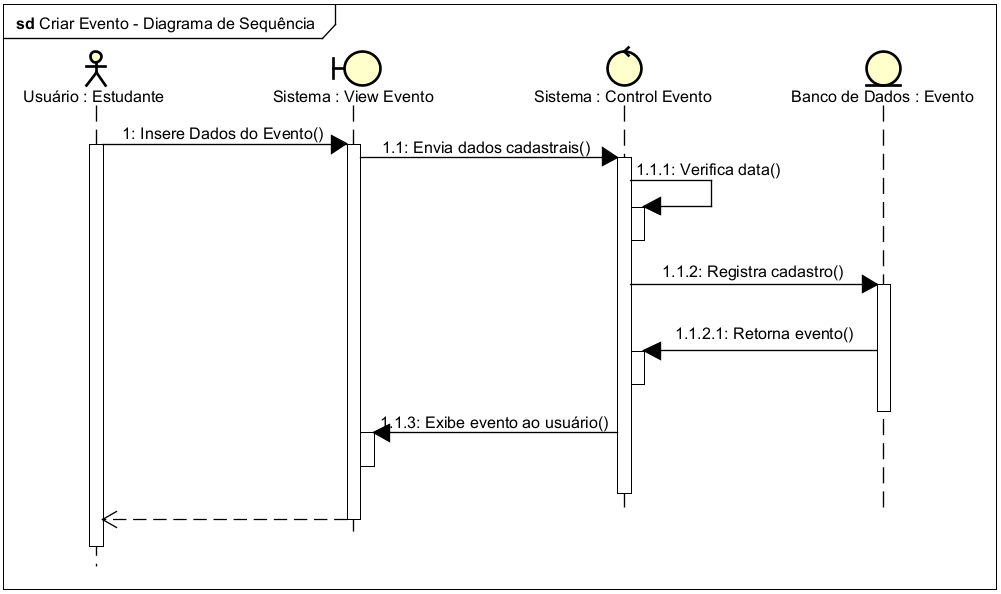 sd Criar Evento - Diagrama de Sequência
Usuário : Estudante
Sistema : View Evento
Sistema : Control Evento
Banco de Dados : Evento
1: Insere Dados do Evento()
1.1: Envia dados cadastrais()
1.1.1: Verifica data()
1.1.2: Registra cadastro()
1.1.2.1: Retorna evento()
1.1.3: Exibe evento ao usuário()